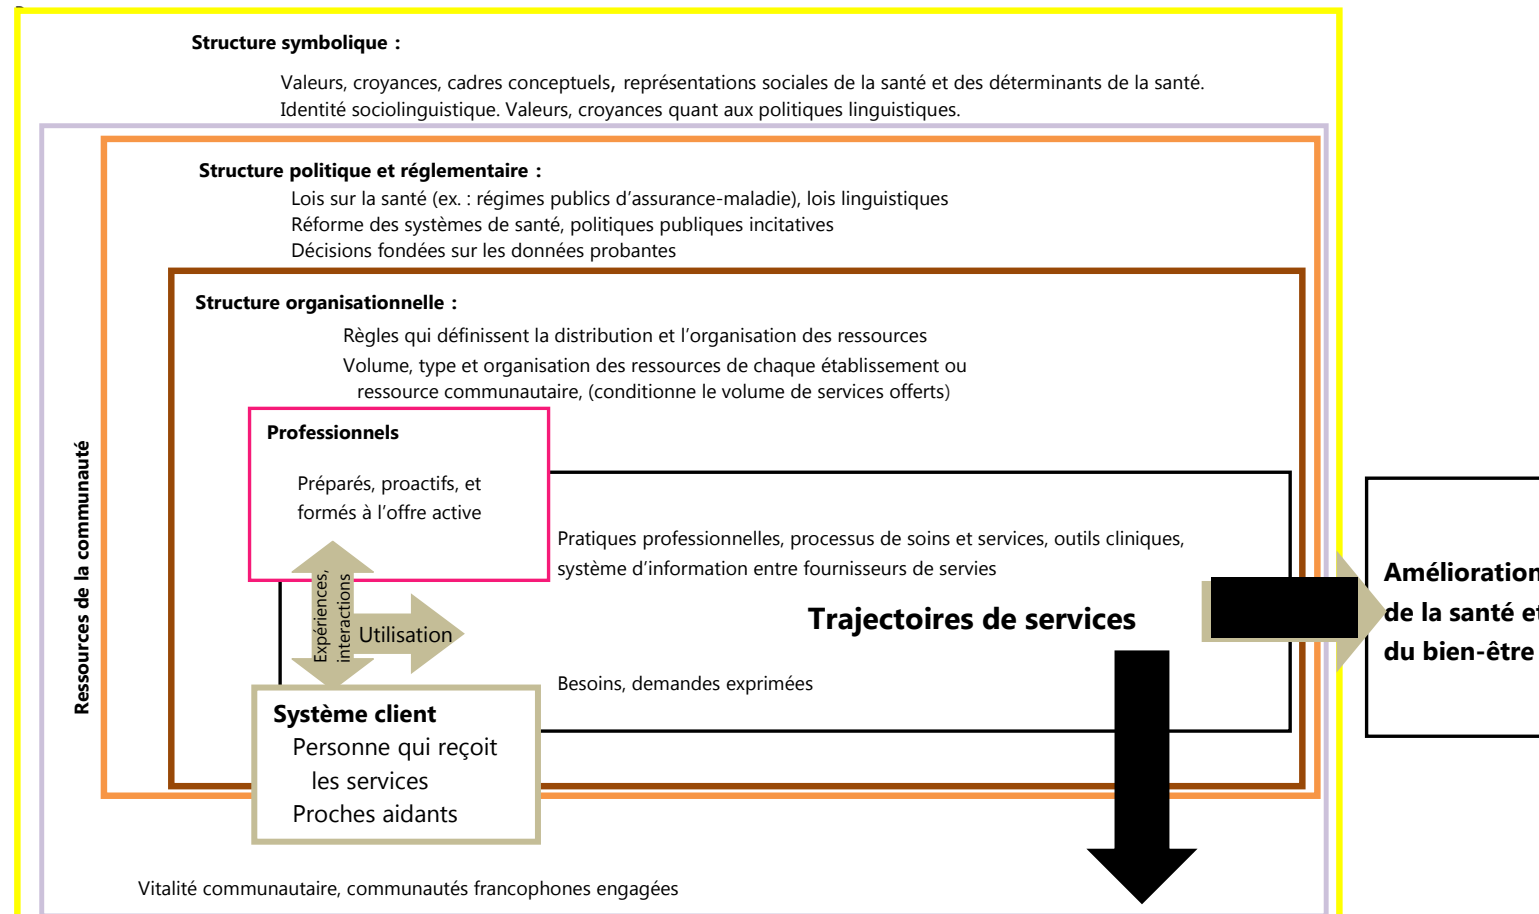 Structure symbolique :
Valeurs, croyances, cadres conceptuels, représentations sociales de la santé et des déterminants de la santé.
Identité sociolinguistique. Valeurs, croyances quant aux politiques linguistiques.
Structure politique et réglementaire :
Lois sur la santé (ex. : régimes publics d’assurance-maladie), lois linguistiques
Réforme des systèmes de santé, politiques publiques incitatives
Décisions fondées sur les données probantes
Structure organisationnelle :
Règles qui définissent la distribution et l’organisation des ressources
Volume, type et organisation des ressources de chaque établissement ou
ressource communautaire, (conditionne le volume de services offerts)
Ressources de la communauté
Professionnels
Préparés, proactifs, et
formés à l’offre active
Pratiques professionnelles, processus de soins et services, outils cliniques,
système d’information entre fournisseurs de servies
Expériences,
interactions
Utilisation
Trajectoires de services
Amélioration
de la santé et
du bien-être
Besoins, demandes exprimées
Système client
Personne qui reçoit
les services
Proches aidants
Vitalité communautaire, communautés francophones engagées